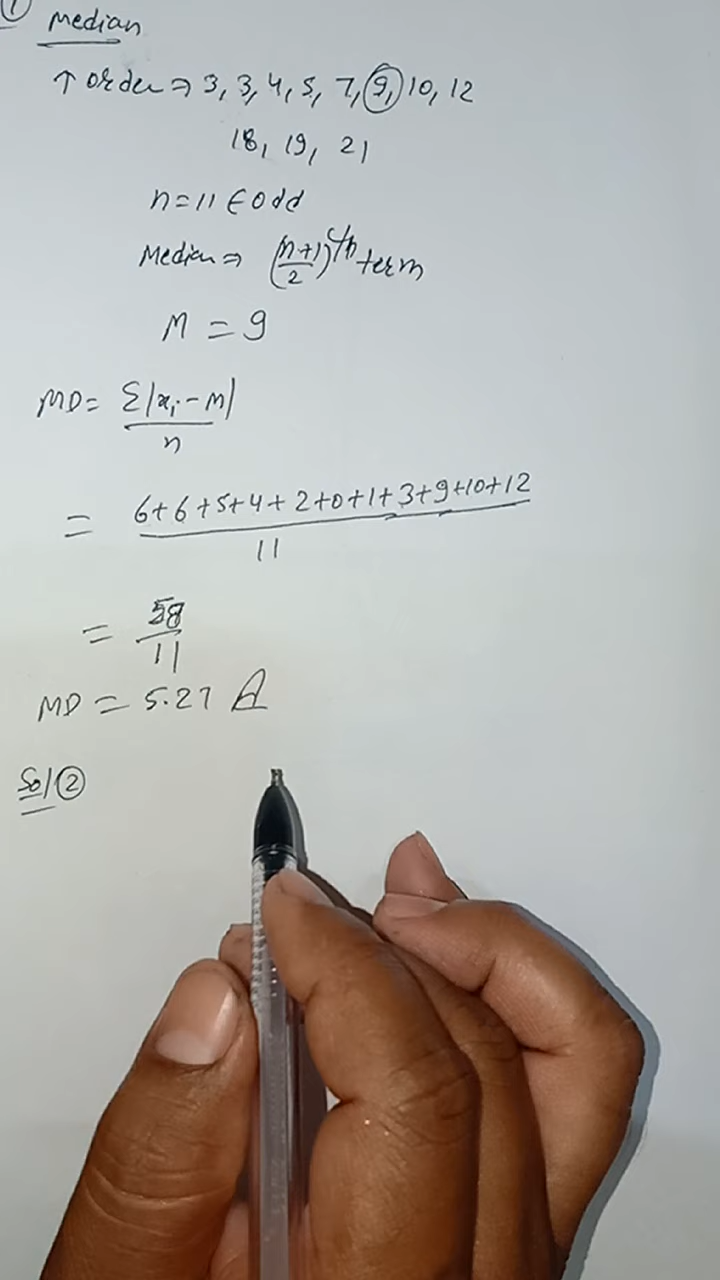 ① Median
↑ order ⇒ 3, 3, 4, 5, 7, 9, 10, 12
18, 19, 21
n = 11 ∈ odd
Median ⇒ (n+1/2)th term
M = 9
MD = Σ|xi - M|/n
= 6+6+5+4+2+0+1+3+9+10+12/11
= 58/11
MD = 5.27 A
Sol ②